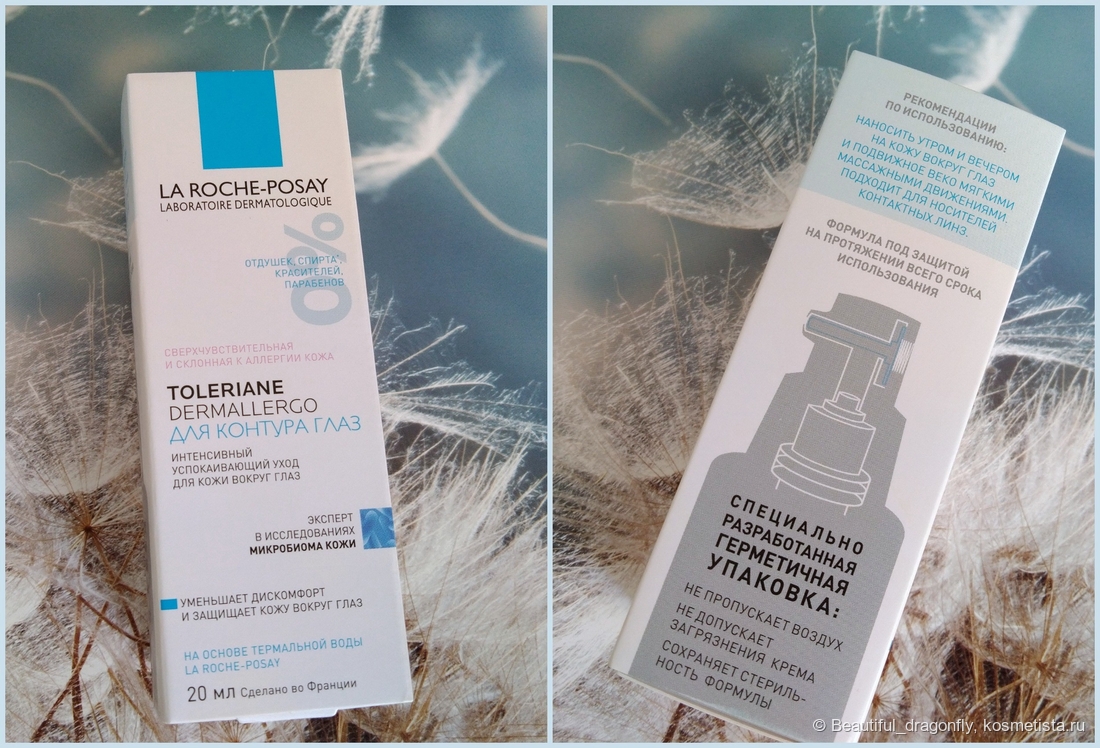 LA ROCHE-POSAY
LABORATOIRE DERMATOLOGIQUE
0%
ОТДУШЕК, СПИРТА*,
КРАСИТЕЛЕЙ,
ПАРАБЕНОВ
СВЕРХЧУВСТВИТЕЛЬНАЯ
И СКЛОННАЯ К АЛЛЕРГИИ КОЖА
TOLERIANE
DERMALLERGO
ДЛЯ КОНТУРА ГЛАЗ
ИНТЕНСИВНЫЙ
УСПОКАИВАЮЩИЙ УХОД
ДЛЯ КОЖИ ВОКРУГ ГЛАЗ
ЭКСПЕРТ
В ИССЛЕДОВАНИЯХ
МИКРОБИОМА КОЖИ
УМЕНЬШАЕТ ДИСКОМФОРТ
И ЗАЩИЩАЕТ КОЖУ ВОКРУГ ГЛАЗ
НА ОСНОВЕ ТЕРМАЛЬНОЙ ВОДЫ
LA ROCHE-POSAY
20 мл Сделано во Франции
РЕКОМЕНДАЦИИ
ПО ИСПОЛЬЗОВАНИЮ:
НАНОСИТЬ УТРОМ И ВЕЧЕРОМ
НА КОЖУ ВОКРУГ ГЛАЗ
И ПОДВИЖНОЕ ВЕКО МЯГКИМИ
МАССАЖНЫМИ ДВИЖЕНИЯМИ.
ПОДХОДИТ ДЛЯ НОСИТЕЛЕЙ
КОНТАКТНЫХ ЛИНЗ.
ФОРМУЛА ПОД ЗАЩИТОЙ
НА ПРОТЯЖЕНИИ ВСЕГО СРОКА
ИСПОЛЬЗОВАНИЯ
СПЕЦИАЛЬНО
РАЗРАБОТАННАЯ
ГЕРМЕТИЧНАЯ
УПАКОВКА:
НЕ ПРОПУСКАЕТ ВОЗДУХ
НЕ ДОПУСКАЕТ
ЗАГРЯЗНЕНИЯ КРЕМА
СОХРАНЯЕТ СТЕРИЛЬ-
НОСТЬ ФОРМУЛЫ
© Beautiful_dragonfly, kosmetista.ru